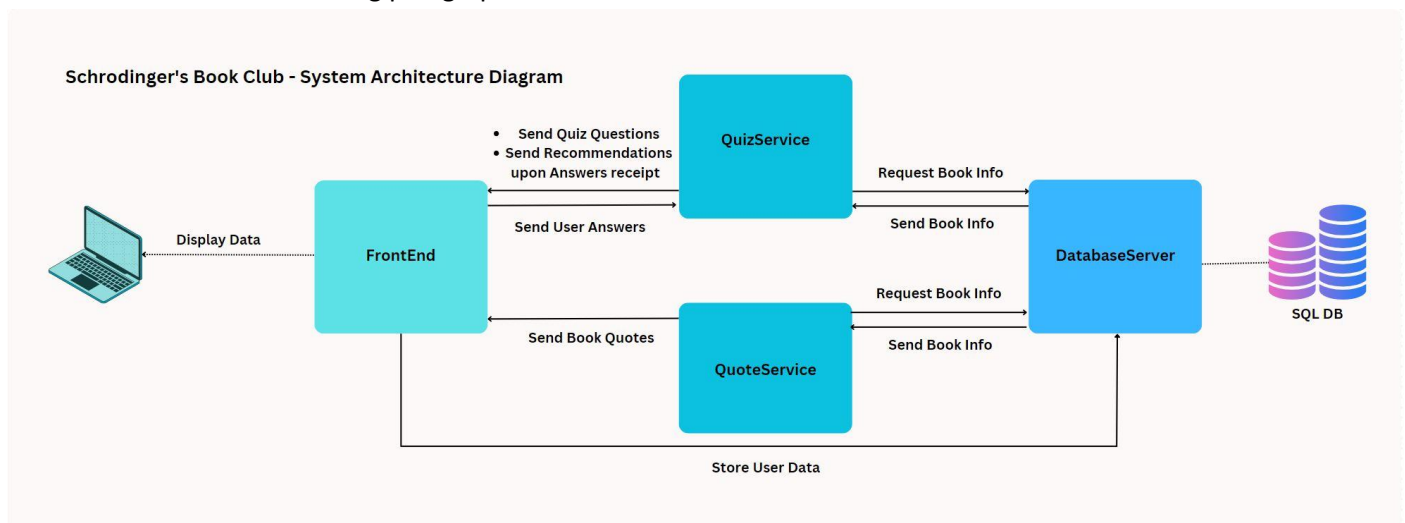 Schrodinger's Book Club - System Architecture Diagram
• Send Quiz Questions
• Send Recommendations
upon Answers receipt
QuizService
Request Book Info
Send User Answers
Send Book Info
Display Data
FrontEnd
DatabaseServer
Request Book Info
SQL DB
Send Book Quotes
Send Book Info
QuoteService
Store User Data